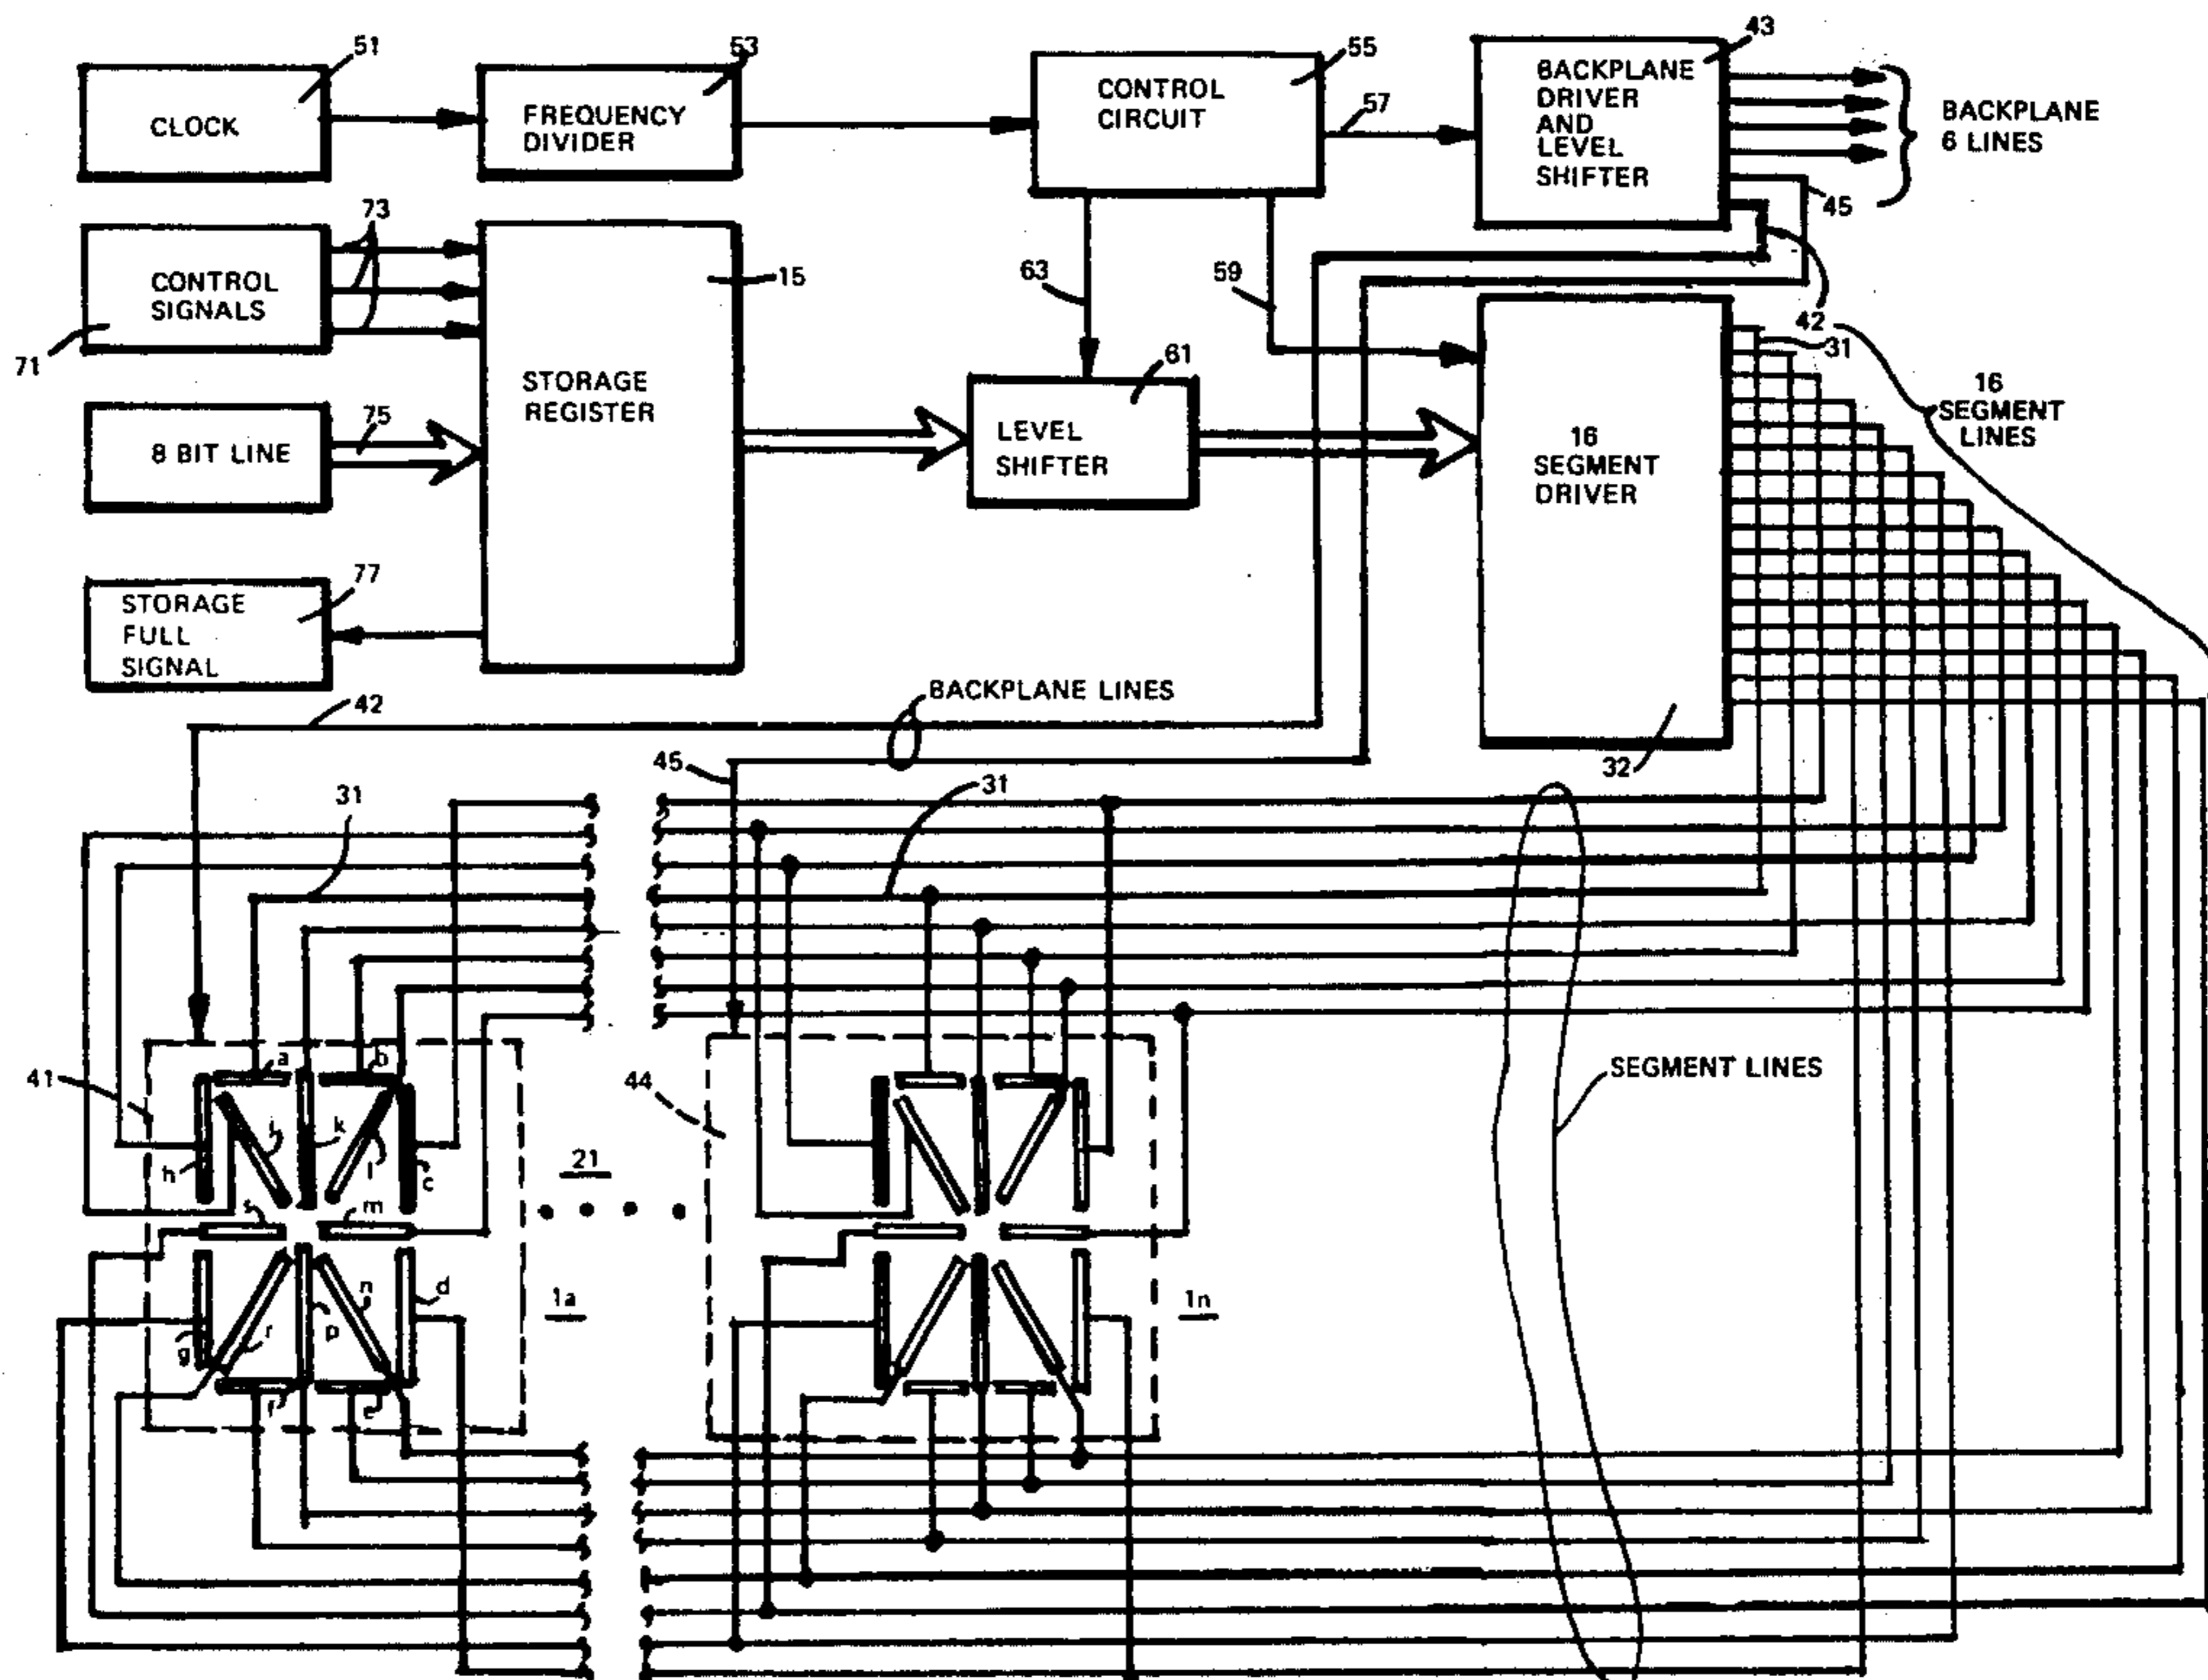 51
53
55
43
CLOCK
FREQUENCY
DIVIDER
CONTROL
CIRCUIT
57
BACKPLANE
DRIVER
AND
LEVEL
SHIFTER
BACKPLANE
6 LINES
45
73
CONTROL
SIGNALS
71
15
63
59
42
31
STORAGE
REGISTER
61
16
SEGMENT
LINES
8 BIT LINE
75
LEVEL
SHIFTER
16
SEGMENT
DRIVER
77
STORAGE
FULL
SIGNAL
42
BACKPLANE LINES
45
32
31
31
41
a
b
44
SEGMENT LINES
h
j
k
l
c
21
s
m
g
r
p
n
d
1a
1n
f
e